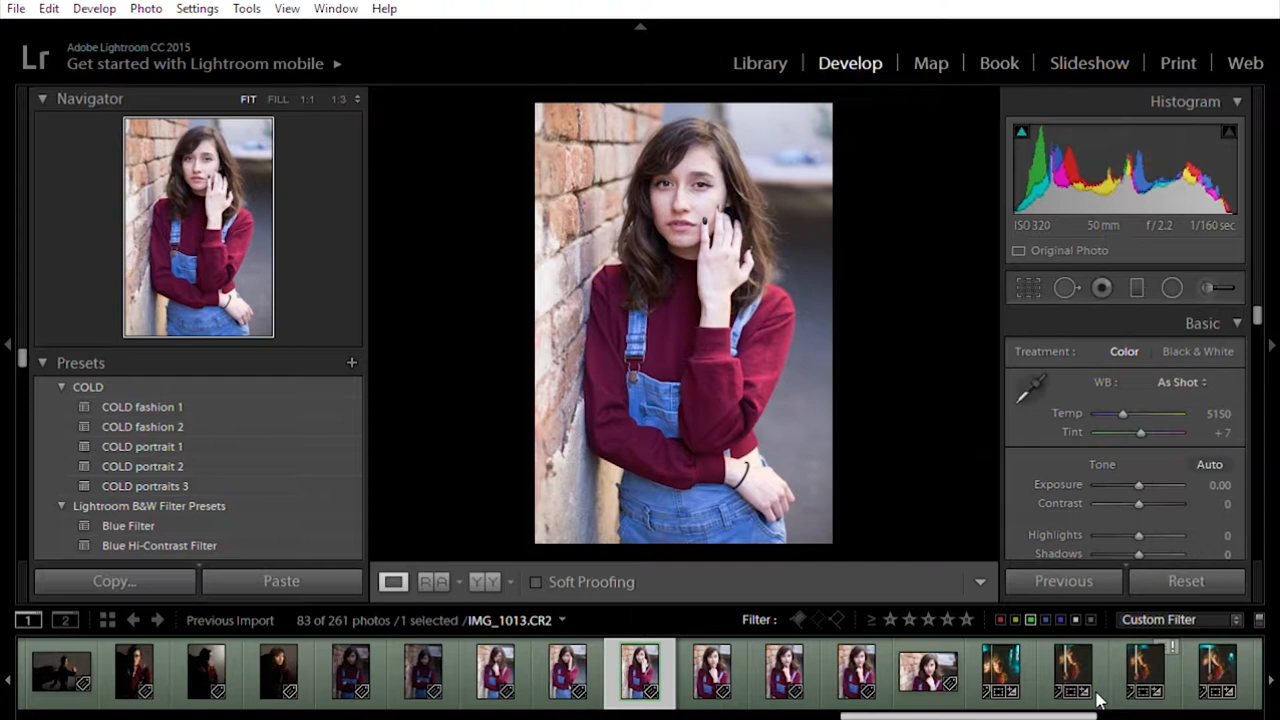 File Edit Develop Photo Settings Tools View Window Help
Lr
Adobe Lightroom CC 2015
Get started with Lightroom mobile
Library Develop Map Book Slideshow Print Web
Navigator FIT FILL 1:1 1:3
Histogram
ISO 320 50 mm f / 2.2 1/160 sec
Original Photo
Basic
Treatment : Color Black & White
WB : As Shot
Temp 5150
Tint + 7
Tone Auto
Exposure 0.00
Contrast 0
Highlights 0
Shadows 0
Presets +
COLD
COLD fashion 1
COLD fashion 2
COLD portrait 1
COLD portrait 2
COLD portraits 3
Lightroom B&W Filter Presets
Blue Filter
Blue Hi-Contrast Filter
Copy... Paste
R A Y Y Soft Proofing
Previous Reset
1 2 Previous Import 83 of 261 photos /1 selected /IMG_1013.CR2 Filter : ≥ Custom Filter